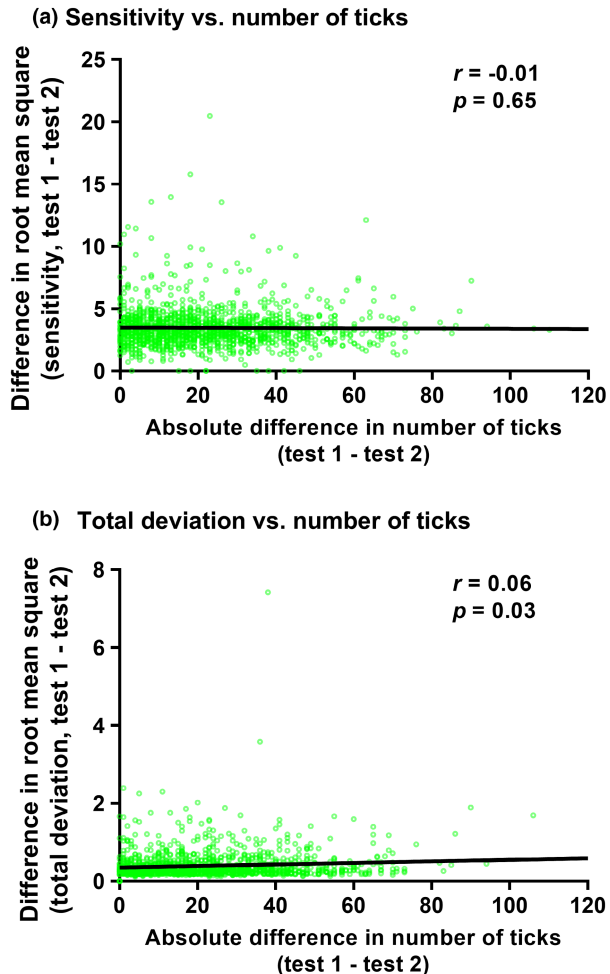 (a) Sensitivity vs. number of ticks
Difference in root mean square
(sensitivity, test 1 - test 2)
25
20
15
10
5
0
r = -0.01
p = 0.65
0 20 40 60 80 100 120
Absolute difference in number of ticks
(test 1 - test 2)
(b) Total deviation vs. number of ticks
Difference in root mean square
(total deviation, test 1 - test 2)
8
6
4
2
0
r = 0.06
p = 0.03
0 20 40 60 80 100 120
Absolute difference in number of ticks
(test 1 - test 2)